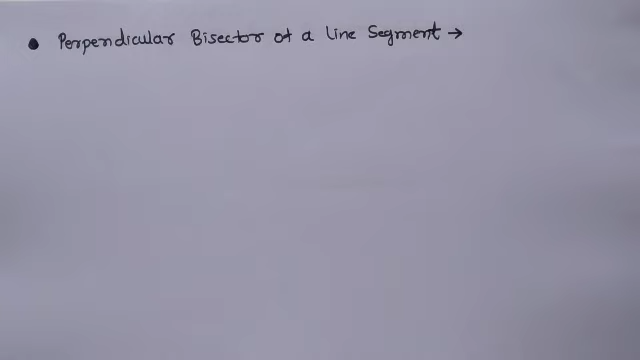 • Perpendicular Bisector of a Line Segment →